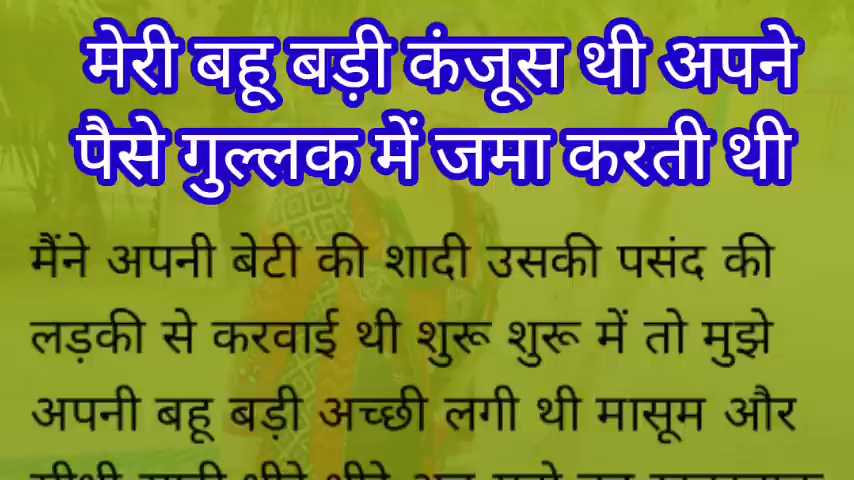 मेरी बहू बड़ी कंजूस थी अपने
पैसे गुल्लक में जमा करती थी
मैंने अपनी बेटी की शादी उसकी पसंद की
लड़की से करवाई थी शुरू शुरू में तो मुझे
अपनी बहू बड़ी अच्छी लगी थी मासूम और